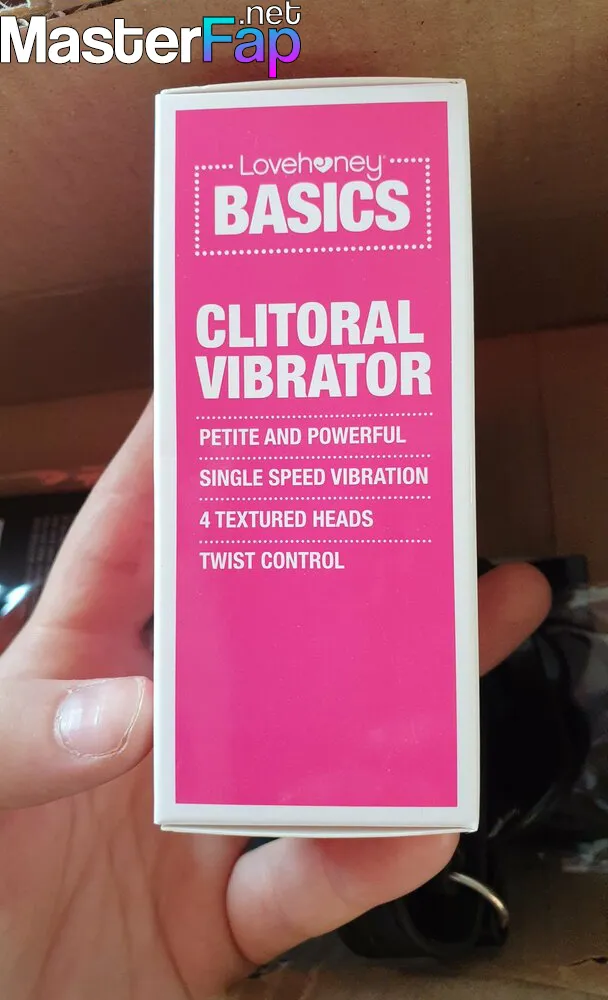 .net
MasterFap
Lovehoney
BASICS
CLITORAL
VIBRATOR
PETITE AND POWERFUL
SINGLE SPEED VIBRATION
4 TEXTURED HEADS
TWIST CONTROL